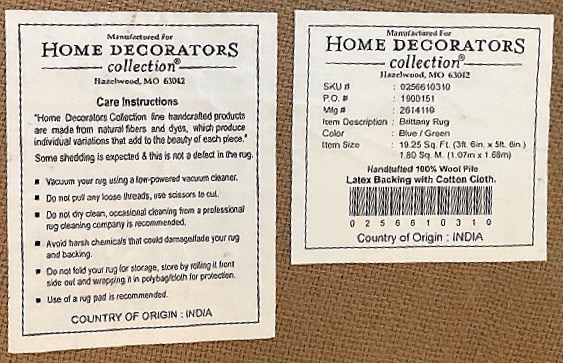 Manufactured For
HOME DECORATORS
collection®
Hazelwood, MO 63042
Care Instructions
"Home Decorators Collection fine handcrafted products
are made from natural fibers and dyes, which produce
individual variations that add to the beauty of each piece."
Some shedding is expected & this is not a defect in the rug.
▪ Vacuum your rug using a low-powered vacuum cleaner.
▪ Do not pull any loose threads, use scissors to cut.
▪ Do not dry clean, occasional cleaning from a professional
rug cleaning company is recommended.
▪ Avoid harsh chemicals that could damage/fade your rug
and backing.
▪ Do not fold your rug for storage, store by rolling it front
side out and wrapping it in polybag/cloth for protection.
▪ Use of a rug pad is recommended.
COUNTRY OF ORIGIN : INDIA
Manufactured For
HOME DECORATORS
collection®
Hazelwood, MO 63042
SKU # : 0256610310
P.O. # : 1900151
Mfg # : 2614110
Item Description : Brittany Rug
Color : Blue / Green
Item Size : 19.25 Sq. Ft. (3ft. 6in. x 5ft. 6in.)
1.80 Sq. M. (1.07m x 1.68m)
Handtufted 100% Wool Pile
Latex Backing with Cotton Cloth.
0 2 5 6 6 1 0 3 1 0
Country of Origin : INDIA